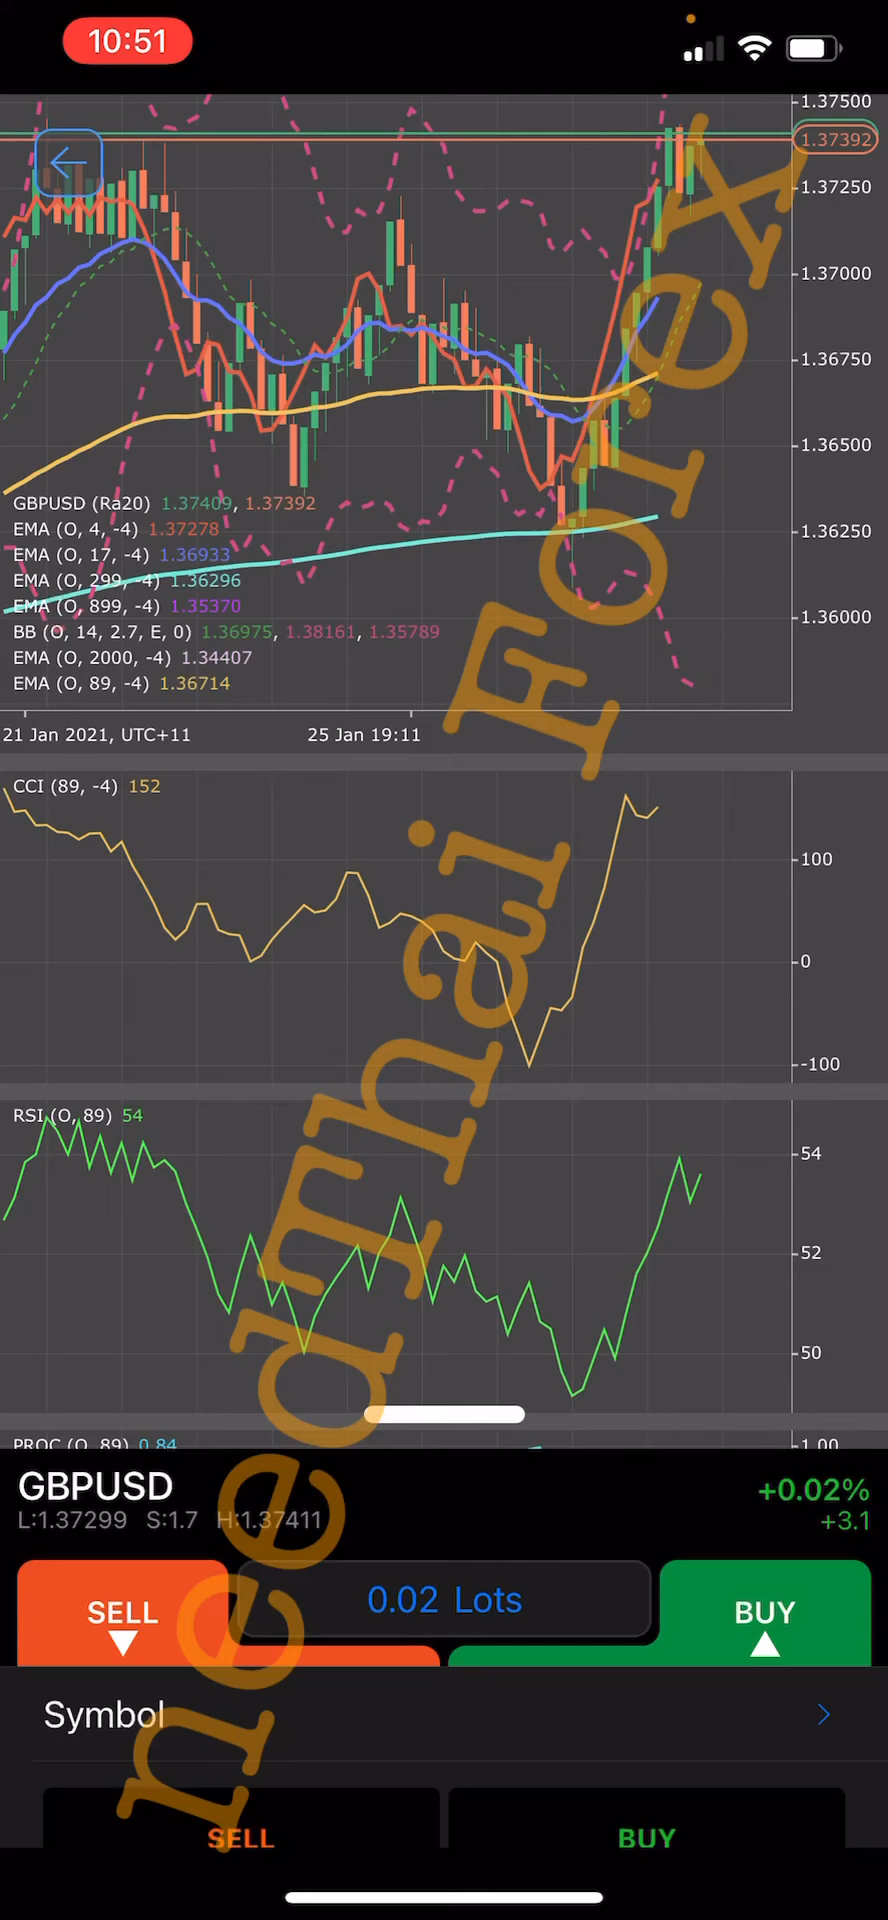 10:51
1.37500
1.37392
1.37250
1.37000
1.36750
1.36500
1.36250
1.36000
GBPUSD (Ra20) 1.37409, 1.37392
EMA (O, 4, -4) 1.37278
EMA (O, 17, -4) 1.36933
EMA (O, 299, -4) 1.36296
EMA (O, 899, -4) 1.35370
BB (O, 14, 2.7, E, 0) 1.36975, 1.38161, 1.35789
EMA (O, 2000, -4) 1.34407
EMA (O, 89, -4) 1.36714
21 Jan 2021, UTC+11 25 Jan 19:11
CCI (89, -4) 152
100
0
-100
RSI (O, 89) 54
54
52
50
PROC (O, 89) 0.84 1.00
needThai Forex
GBPUSD +0.02%
L:1.37299 S:1.7 H:1.37411 +3.1
SELL 0.02 Lots BUY
Symbol
SELL BUY